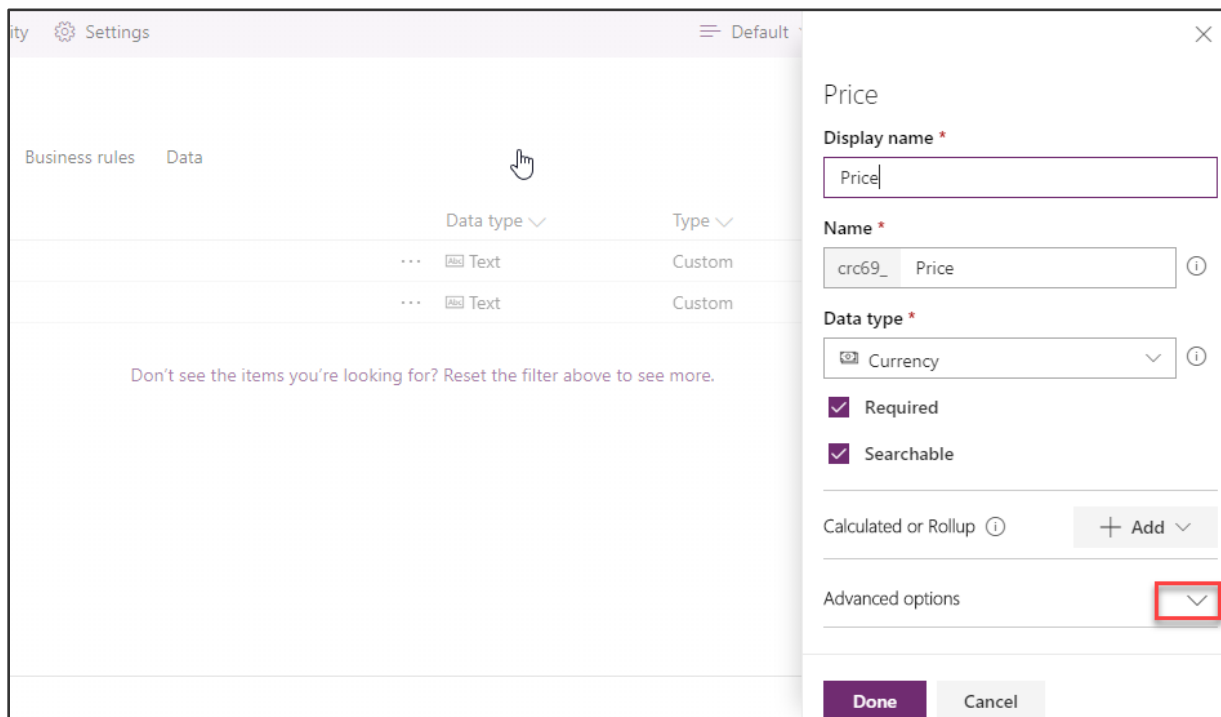 ity Settings Default
Business rules Data
Data type Type
Abc Text Custom
Abc Text Custom
Don't see the items you're looking for? Reset the filter above to see more.
Price
Display name *
Price
Name *
crc69_ Price
Data type *
Currency
Required
Searchable
Calculated or Rollup Add
Advanced options
Done Cancel